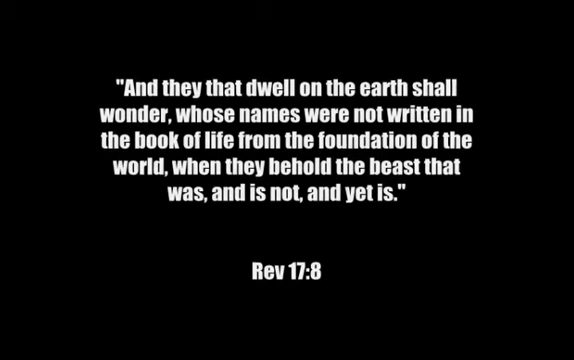 "And they that dwell on the earth shall
wonder, whose names were not written in
the book of life from the foundation of the
world, when they behold the beast that
was, and is not, and yet is."
Rev 17:8